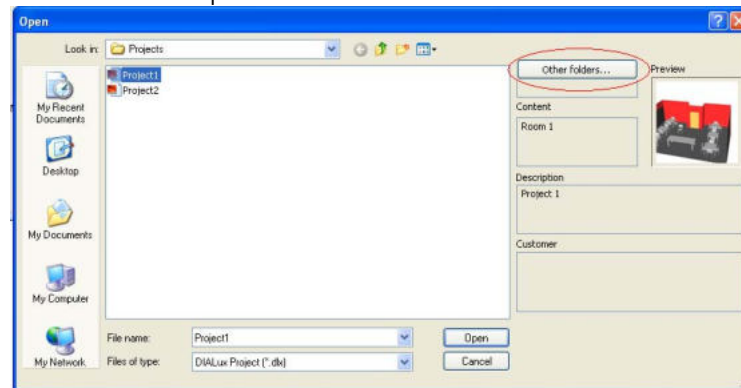 Open
Look in: Projects
Project1
Project2
My Recent
Documents
Desktop
My Documents
My Computer
My Network
Other folders...
Preview
Content
Room 1
Description
Project 1
Customer
File name: Project1 Open
Files of type: DIALux Project (*.dlx) Cancel